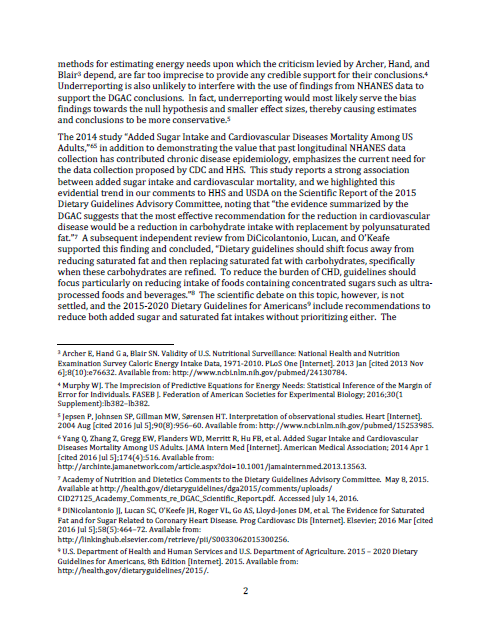 methods for estimating energy needs upon which the criticism levied by Archer, Hand, and
Blair³ depend, are far too imprecise to provide any credible support for their conclusions.⁴
Underreporting is also unlikely to interfere with the use of findings from NHANES data to
support the DGAC conclusions.  In fact, underreporting would most likely serve the bias
findings towards the null hypothesis and smaller effect sizes, thereby causing estimates
and conclusions to be more conservative.⁵
The 2014 study “Added Sugar Intake and Cardiovascular Diseases Mortality Among US
Adults,”⁶⁵ in addition to demonstrating the value that past longitudinal NHANES data
collection has contributed chronic disease epidemiology, emphasizes the current need for
the data collection proposed by CDC and HHS.  This study reports a strong association
between added sugar intake and cardiovascular mortality, and we highlighted this
evidential trend in our comments to HHS and USDA on the Scientific Report of the 2015
Dietary Guidelines Advisory Committee, noting that “the evidence summarized by the
DGAC suggests that the most effective recommendation for the reduction in cardiovascular
disease would be a reduction in carbohydrate intake with replacement by polyunsaturated
fat.”⁷  A subsequent independent review from DiCicolantonio, Lucan, and O’Keafe
supported this finding and concluded, “Dietary guidelines should shift focus away from
reducing saturated fat and then replacing saturated fat with carbohydrates, specifically
when these carbohydrates are refined.  To reduce the burden of CHD, guidelines should
focus particularly on reducing intake of foods containing concentrated sugars such as ultra-
processed foods and beverages.”⁸  The scientific debate on this topic, however, is not
settled, and the 2015-2020 Dietary Guidelines for Americans⁹ include recommendations to
reduce both added sugar and saturated fat intakes without prioritizing either.  The
³ Archer E, Hand G a, Blair SN. Validity of U.S. Nutritional Surveillance: National Health and Nutrition
Examination Survey Caloric Energy Intake Data, 1971-2010. PLoS One [Internet]. 2013 Jan [cited 2013 Nov
6];8(10):e76632. Available from: http://www.ncbi.nlm.nih.gov/pubmed/24130784.
⁴ Murphy WJ. The Imprecision of Predictive Equations for Energy Needs: Statistical Inference of the Margin of
Error for Individuals. FASEB J. Federation of American Societies for Experimental Biology; 2016;30(1
Supplement):lb382–lb382.
⁵ Jepsen P, Johnsen SP, Gillman MW, Sørensen HT. Interpretation of observational studies. Heart [Internet].
2004 Aug [cited 2016 Jul 5];90(8):956–60. Available from: http://www.ncbi.nlm.nih.gov/pubmed/15253985.
⁶ Yang Q, Zhang Z, Gregg EW, Flanders WD, Merritt R, Hu FB, et al. Added Sugar Intake and Cardiovascular
Diseases Mortality Among US Adults. JAMA Intern Med [Internet]. American Medical Association; 2014 Apr 1
[cited 2016 Jul 5];174(4):516. Available from:
http://archinte.jamanetwork.com/article.aspx?doi=10.1001/jamainternmed.2013.13563.
⁷ Academy of Nutrition and Dietetics Comments to the Dietary Guidelines Advisory Committee.  May 8, 2015.
Available at http://health.gov/dietaryguidelines/dga2015/comments/uploads/
CID27125_Academy_Comments_re_DGAC_Scientific_Report.pdf.  Accessed July 14, 2016.
⁸ DiNicolantonio JJ, Lucan SC, O’Keefe JH, Roger VL, Go AS, Lloyd-Jones DM, et al. The Evidence for Saturated
Fat and for Sugar Related to Coronary Heart Disease. Prog Cardiovasc Dis [Internet]. Elsevier; 2016 Mar [cited
2016 Jul 5];58(5):464–72. Available from:
http://linkinghub.elsevier.com/retrieve/pii/S0033062015300256.
⁹ U.S. Department of Health and Human Services and U.S. Department of Agriculture. 2015 – 2020 Dietary
Guidelines for Americans, 8th Edition [Internet]. 2015. Available from:
http://health.gov/dietaryguidelines/2015/.
2